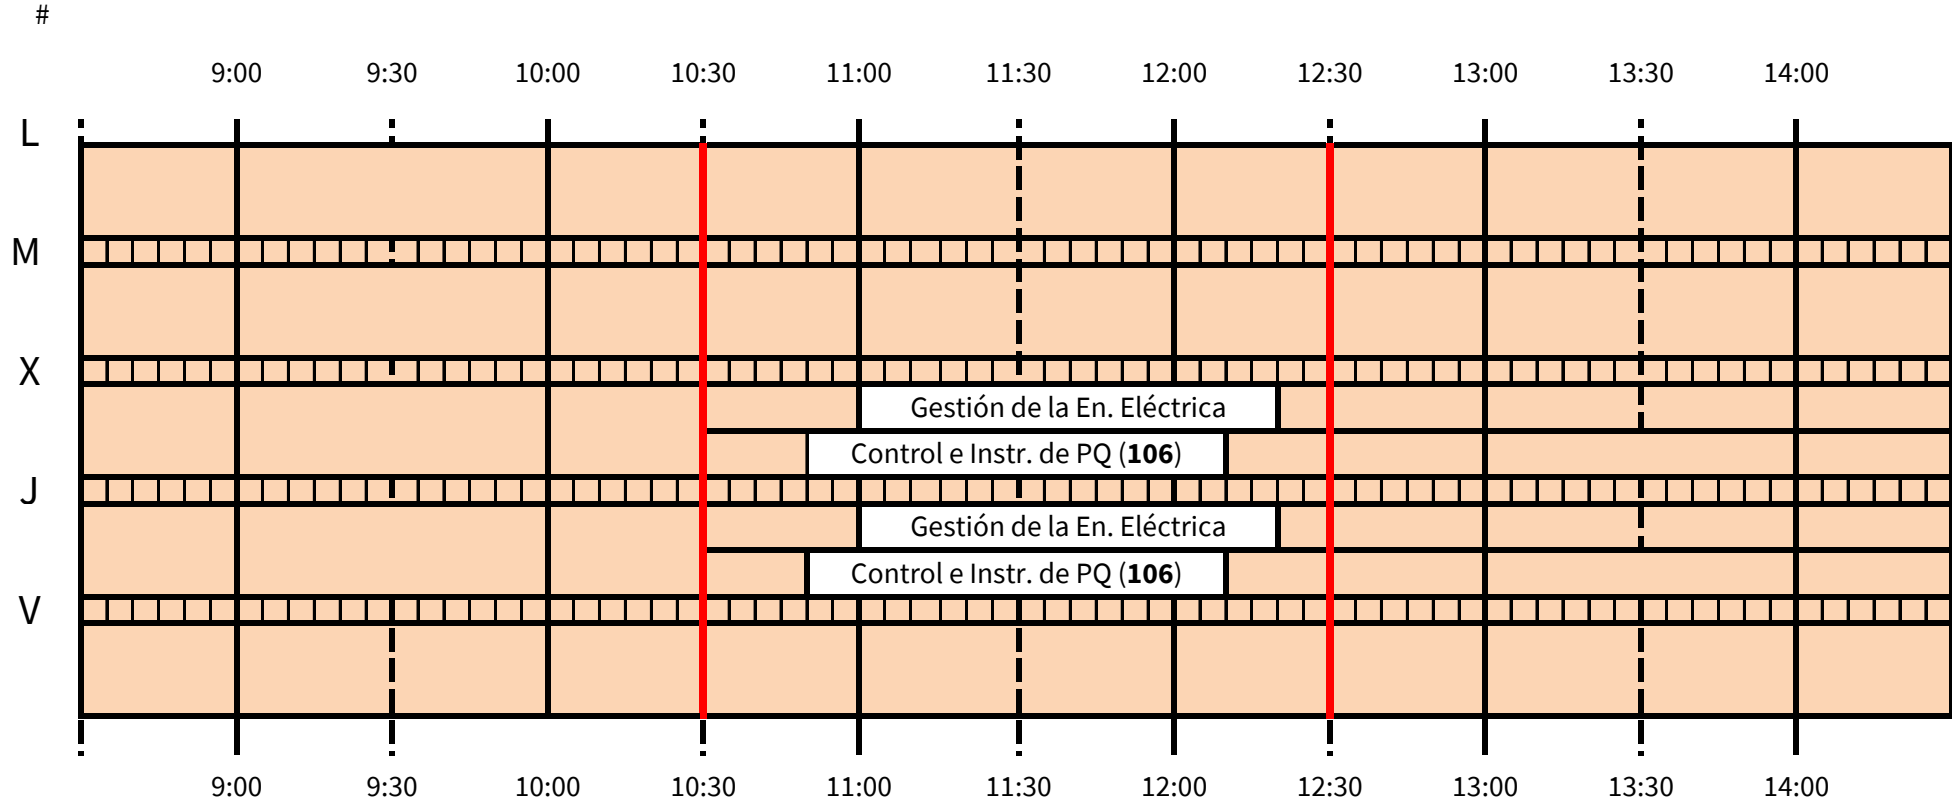 #
9:00 9:30 10:00 10:30 11:00 11:30 12:00 12:30 13:00 13:30 14:00
L
M
X
Gestión de la En. Eléctrica
Control e Instr. de PQ (106)
J
Gestión de la En. Eléctrica
Control e Instr. de PQ (106)
V
9:00 9:30 10:00 10:30 11:00 11:30 12:00 12:30 13:00 13:30 14:00